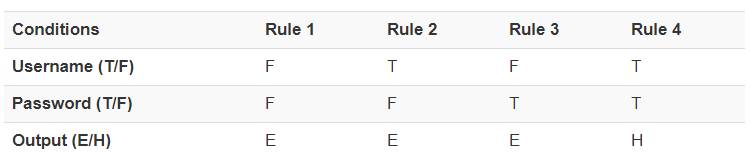 Conditions Rule 1 Rule 2 Rule 3 Rule 4
Username (T/F) F T F T
Password (T/F) F F T T
Output (E/H) E E E H